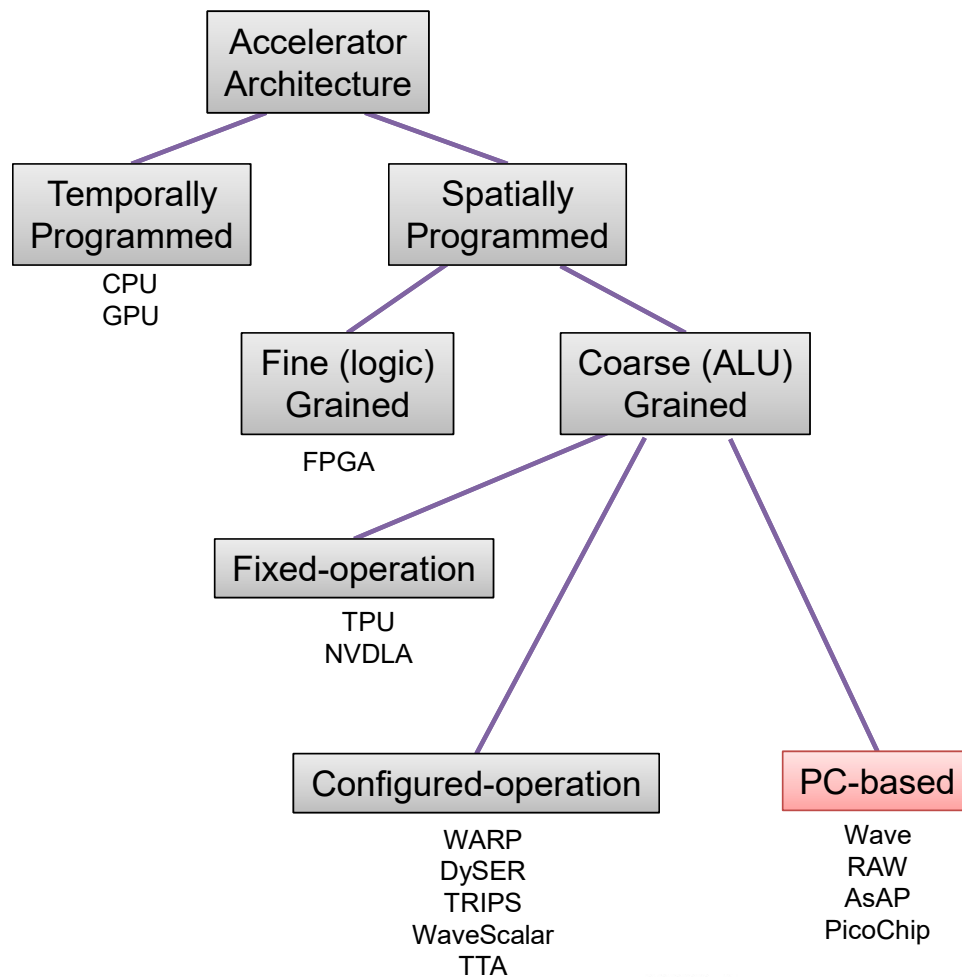 Accelerator
Architecture
Temporally
Programmed
CPU
GPU
Spatially
Programmed
Fine (logic)
Grained
FPGA
Coarse (ALU)
Grained
Fixed-operation
TPU
NVDLA
Configured-operation
WARP
DySER
TRIPS
WaveScalar
TTA
PC-based
Wave
RAW
AsAP
PicoChip